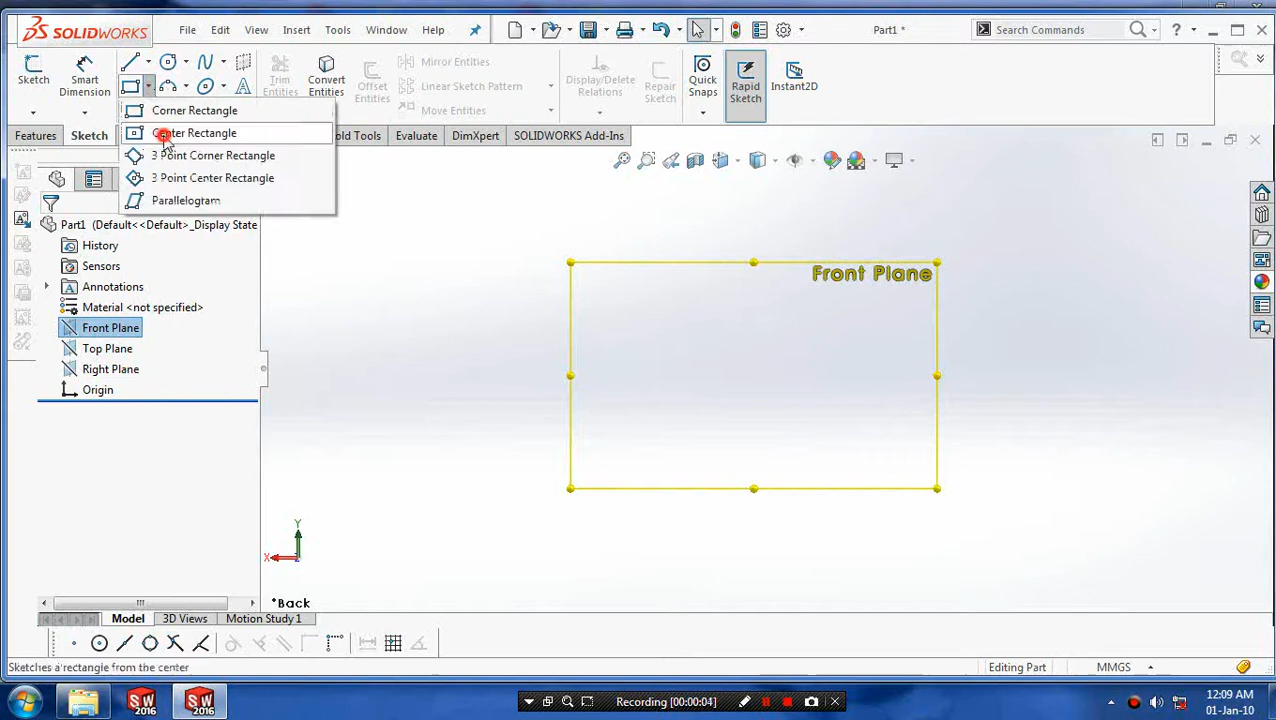 SOLIDWORKS
File
Edit
View
Insert
Tools
Window
Help
Part1 *
Search Commands
?
Sketch
Smart Dimension
Trim Entities
Convert Entities
Offset Entities
Mirror Entities
Linear Sketch Pattern
Move Entities
Display/Delete Relations
Repair Sketch
Quick Snaps
Rapid Sketch
Instant2D
Corner Rectangle
Center Rectangle
3 Point Corner Rectangle
3 Point Center Rectangle
Parallelogram
Features
Sketch
old Tools
Evaluate
DimXpert
SOLIDWORKS Add-Ins
Part1 (Default<<Default>_Display State
History
Sensors
Annotations
Material <not specified>
Front Plane
Top Plane
Right Plane
Origin
Front Plane
Y
X
*Back
Model
3D Views
Motion Study 1
Sketches a rectangle from the center
Editing Part
MMGS
SW 2016
SW 2016
Recording [00:00:04]
12:09 AM
01-Jan-10